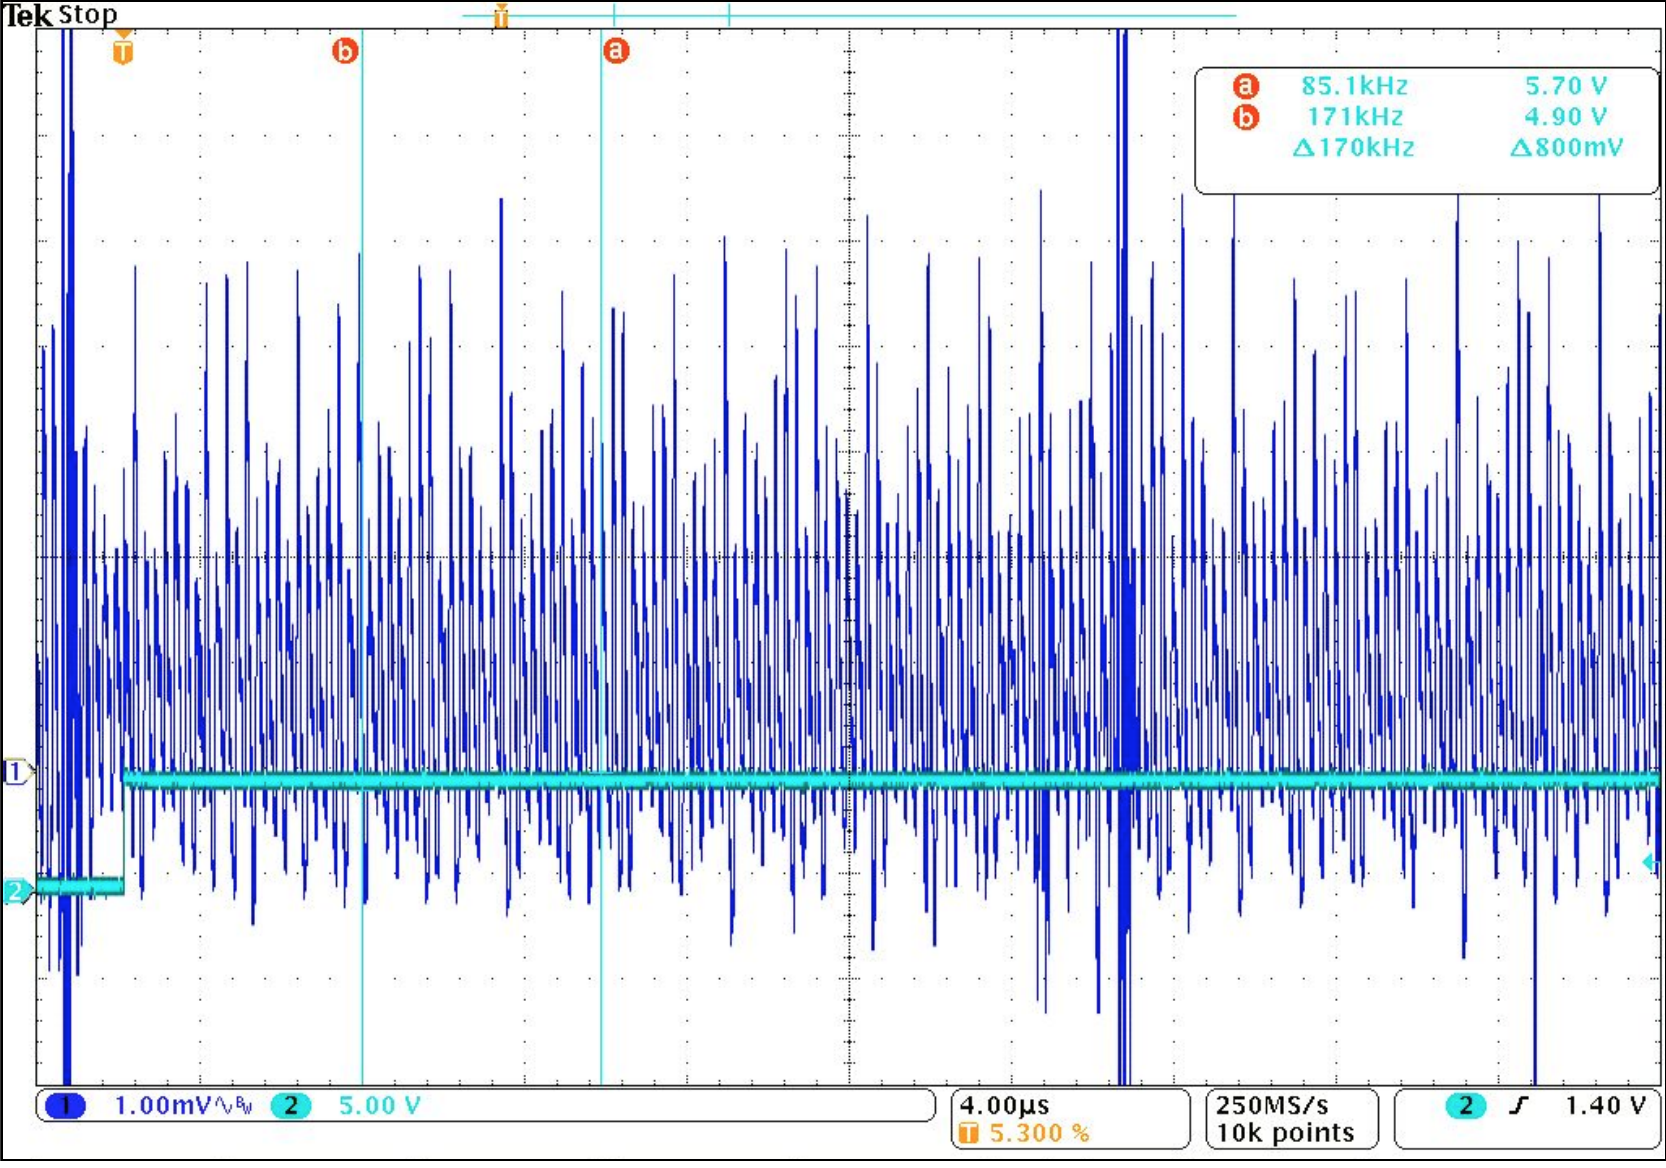 Tek Stop
T
T b a
a 85.1kHz 5.70 V
b 171kHz 4.90 V
Δ170kHz Δ800mV
1
2
1 1.00mV∿BW 2 5.00 V 4.00µs 250MS/s 2 ʃ 1.40 V
T 5.300 % 10k points